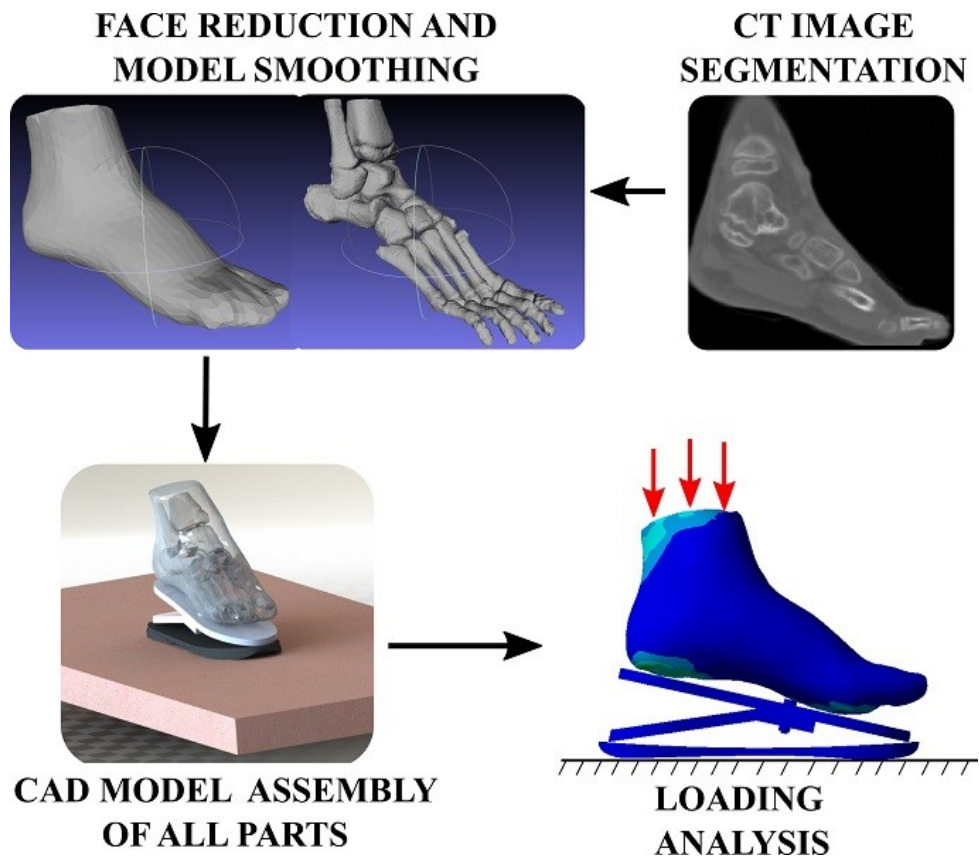 FACE REDUCTION AND
MODEL SMOOTHING
CT IMAGE
SEGMENTATION
CAD MODEL ASSEMBLY
OF ALL PARTS
LOADING
ANALYSIS